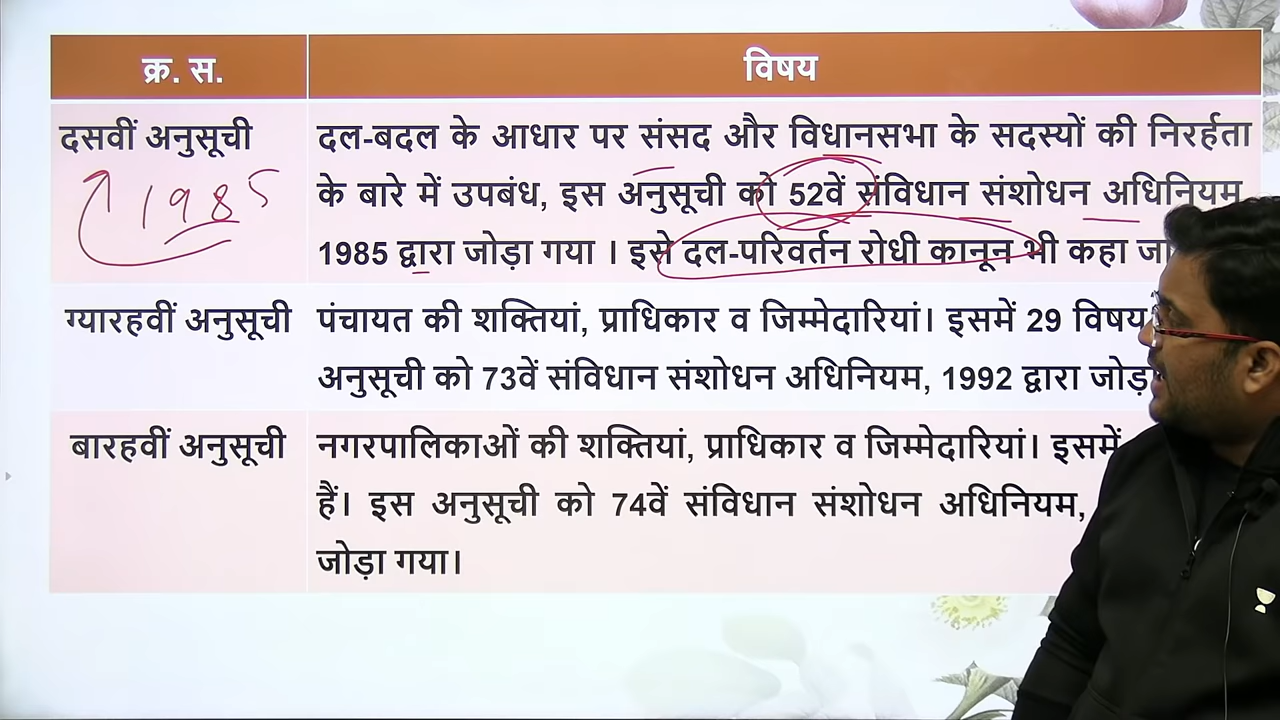 क्र. स.
विषय
दसवीं अनुसूची
1985
दल-बदल के आधार पर संसद और विधानसभा के सदस्यों की निरर्हता
के बारे में उपबंध, इस अनुसूची को 52वें संविधान संशोधन अधिनियम,
1985 द्वारा जोड़ा गया । इसे दल-परिवर्तन रोधी कानून भी कहा
ग्यारहवीं अनुसूची
पंचायत की शक्तियां, प्राधिकार व जिम्मेदारियां। इसमें 29 विषय
अनुसूची को 73वें संविधान संशोधन अधिनियम, 1992 द्वारा जोड़ा
बारहवीं अनुसूची
नगरपालिकाओं की शक्तियां, प्राधिकार व जिम्मेदारियां। इसमें
हैं। इस अनुसूची को 74वें संविधान संशोधन अधिनियम,
जोड़ा गया।